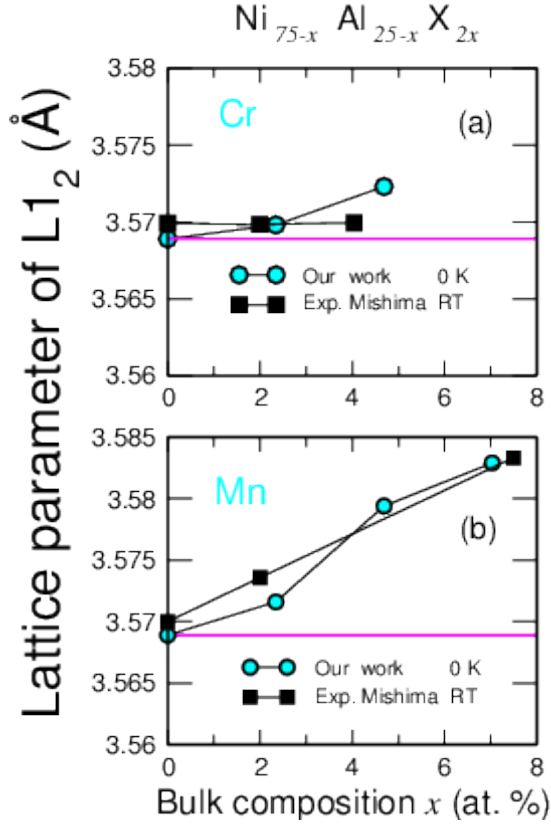 Ni 75-x Al 25-x X 2x
Lattice parameter of L1 2 (Å)
3.58
3.575
3.57
3.565
3.56
Cr
(a)
Our work 0 K
Exp. Mishima RT
0 2 4 6 8
3.585
3.58
3.575
3.57
3.565
3.56
Mn
(b)
Our work 0 K
Exp. Mishima RT
0 2 4 6 8
Bulk composition x (at. %)